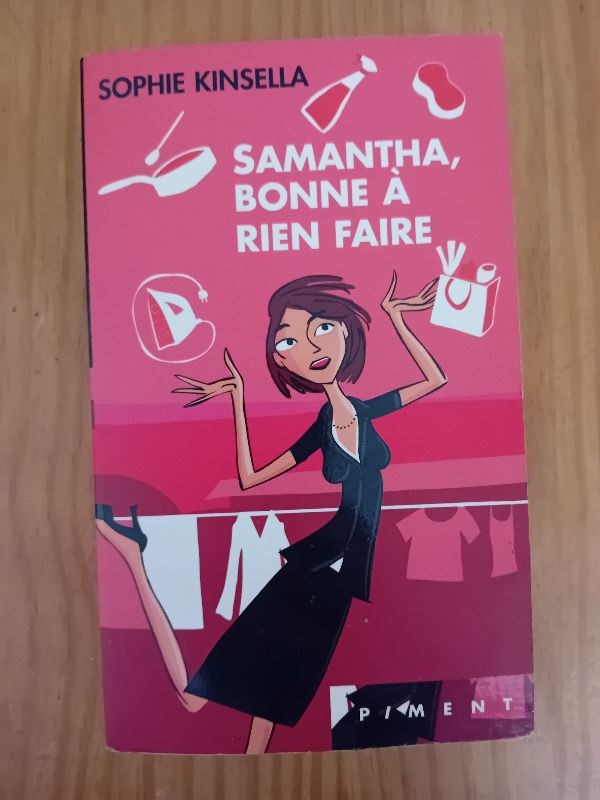 SOPHIE KINSELLA
SAMANTHA,
BONNE À
RIEN FAIRE
PIMENT